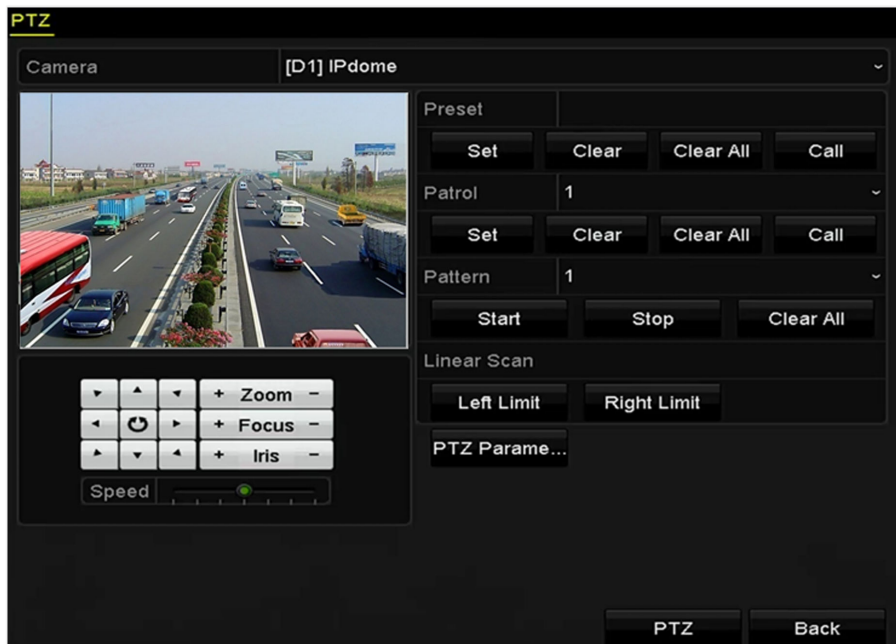 PTZ
Camera [D1] IPdome
Preset
Set Clear Clear All Call
Patrol 1
Set Clear Clear All Call
Pattern 1
Start Stop Clear All
Linear Scan
Left Limit Right Limit
PTZ Parame...
+ Zoom −
+ Focus −
+ Iris −
Speed
PTZ Back